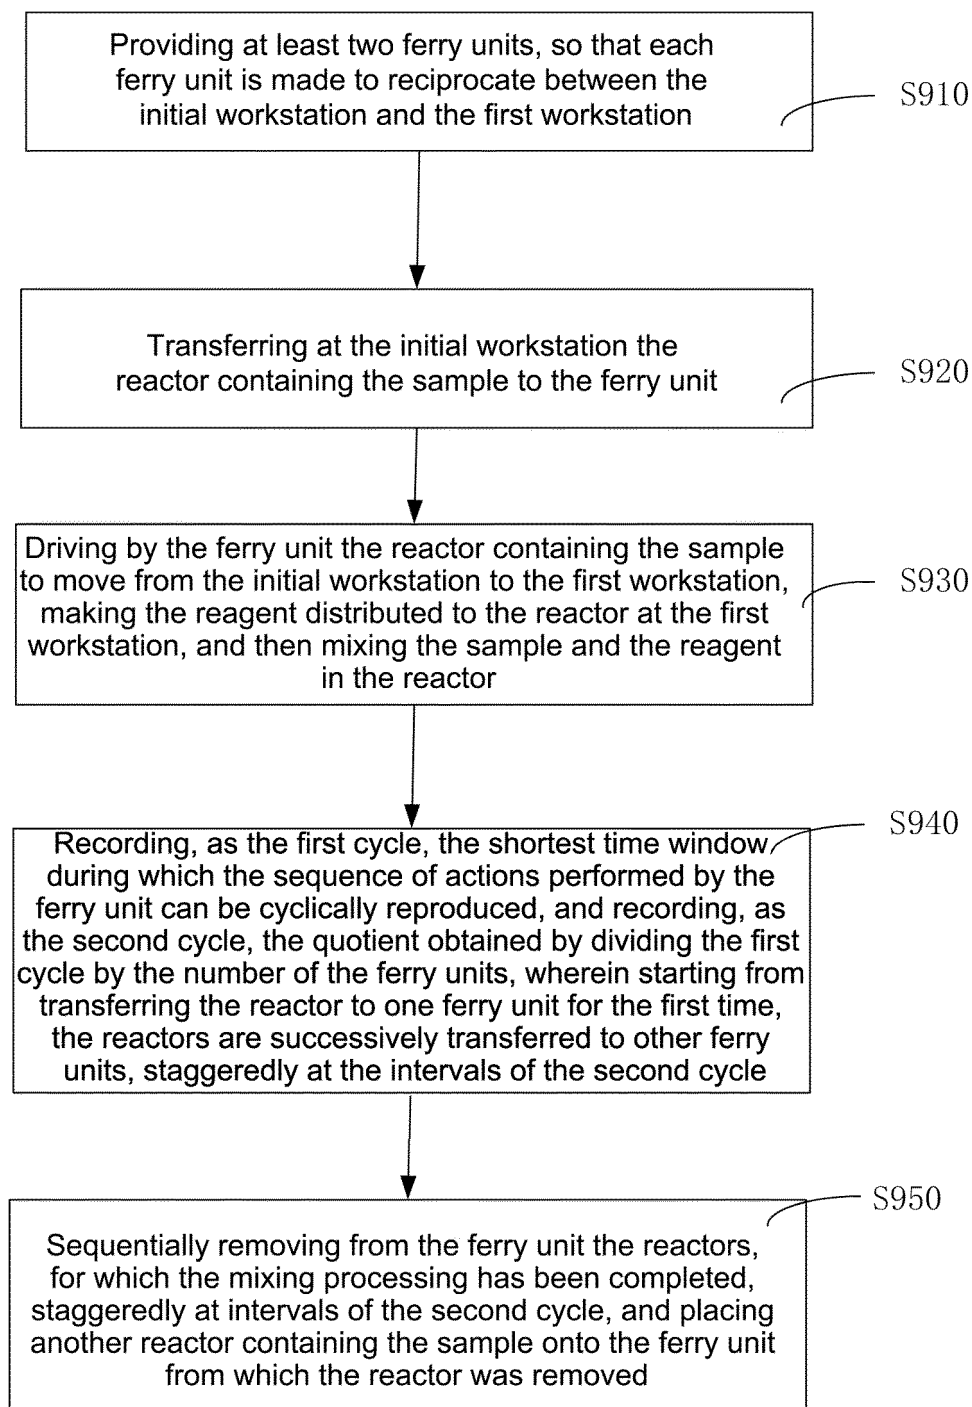 Providing at least two ferry units, so that each
ferry unit is made to reciprocate between the
initial workstation and the first workstation
S910
Transferring at the initial workstation the
reactor containing the sample to the ferry unit
S920
Driving by the ferry unit the reactor containing the sample
to move from the initial workstation to the first workstation,
making the reagent distributed to the reactor at the first
workstation, and then mixing the sample and the reagent
in the reactor
S930
Recording, as the first cycle, the shortest time window
during which the sequence of actions performed by the
ferry unit can be cyclically reproduced, and recording, as
the second cycle, the quotient obtained by dividing the first
cycle by the number of the ferry units, wherein starting from
transferring the reactor to one ferry unit for the first time,
the reactors are successively transferred to other ferry
units, staggeredly at the intervals of the second cycle
S940
Sequentially removing from the ferry unit the reactors,
for which the mixing processing has been completed,
staggeredly at intervals of the second cycle, and placing
another reactor containing the sample onto the ferry unit
from which the reactor was removed
S950